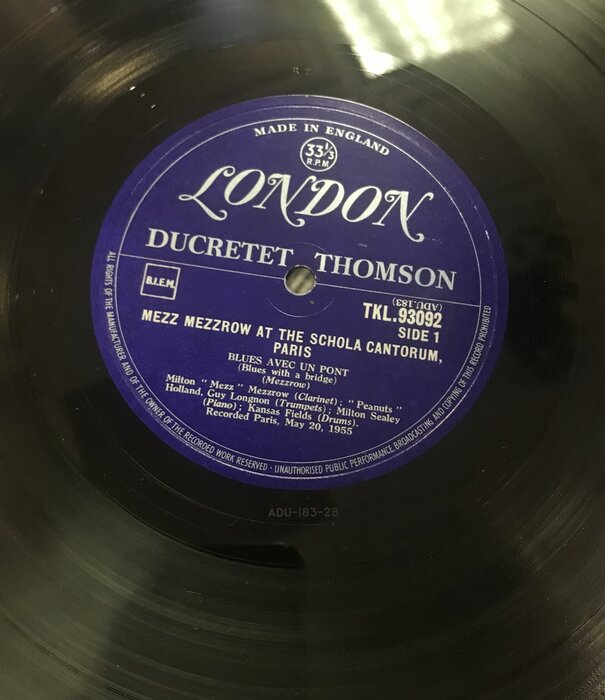 RT
MADE IN ENGLAND
33⅓
R.P.M
LONDON
DUCRETET THOMSON
B.I.E.M.
(ADU.183)
TKL.93092
SIDE 1
MEZZ MEZZROW AT THE SCHOLA CANTORUM,
PARIS
BLUES AVEC UN PONT
(Blues with a bridge)
(Mezzrow)
Milton "Mezz" Mezzrow (Clarinet); "Peanuts"
Holland, Guy Longnon (Trumpets); Milton Sealey
(Piano); Kansas Fields (Drums).
Recorded Paris, May 20, 1955
ALL RIGHTS OF THE MANUFACTURER AND OF THE OWNER OF THE RECORDED WORK RESERVED · UNAUTHORISED PUBLIC PERFORMANCE, BROADCASTING AND COPYING OF THIS RECORD PROHIBITED
ADU-183-2B